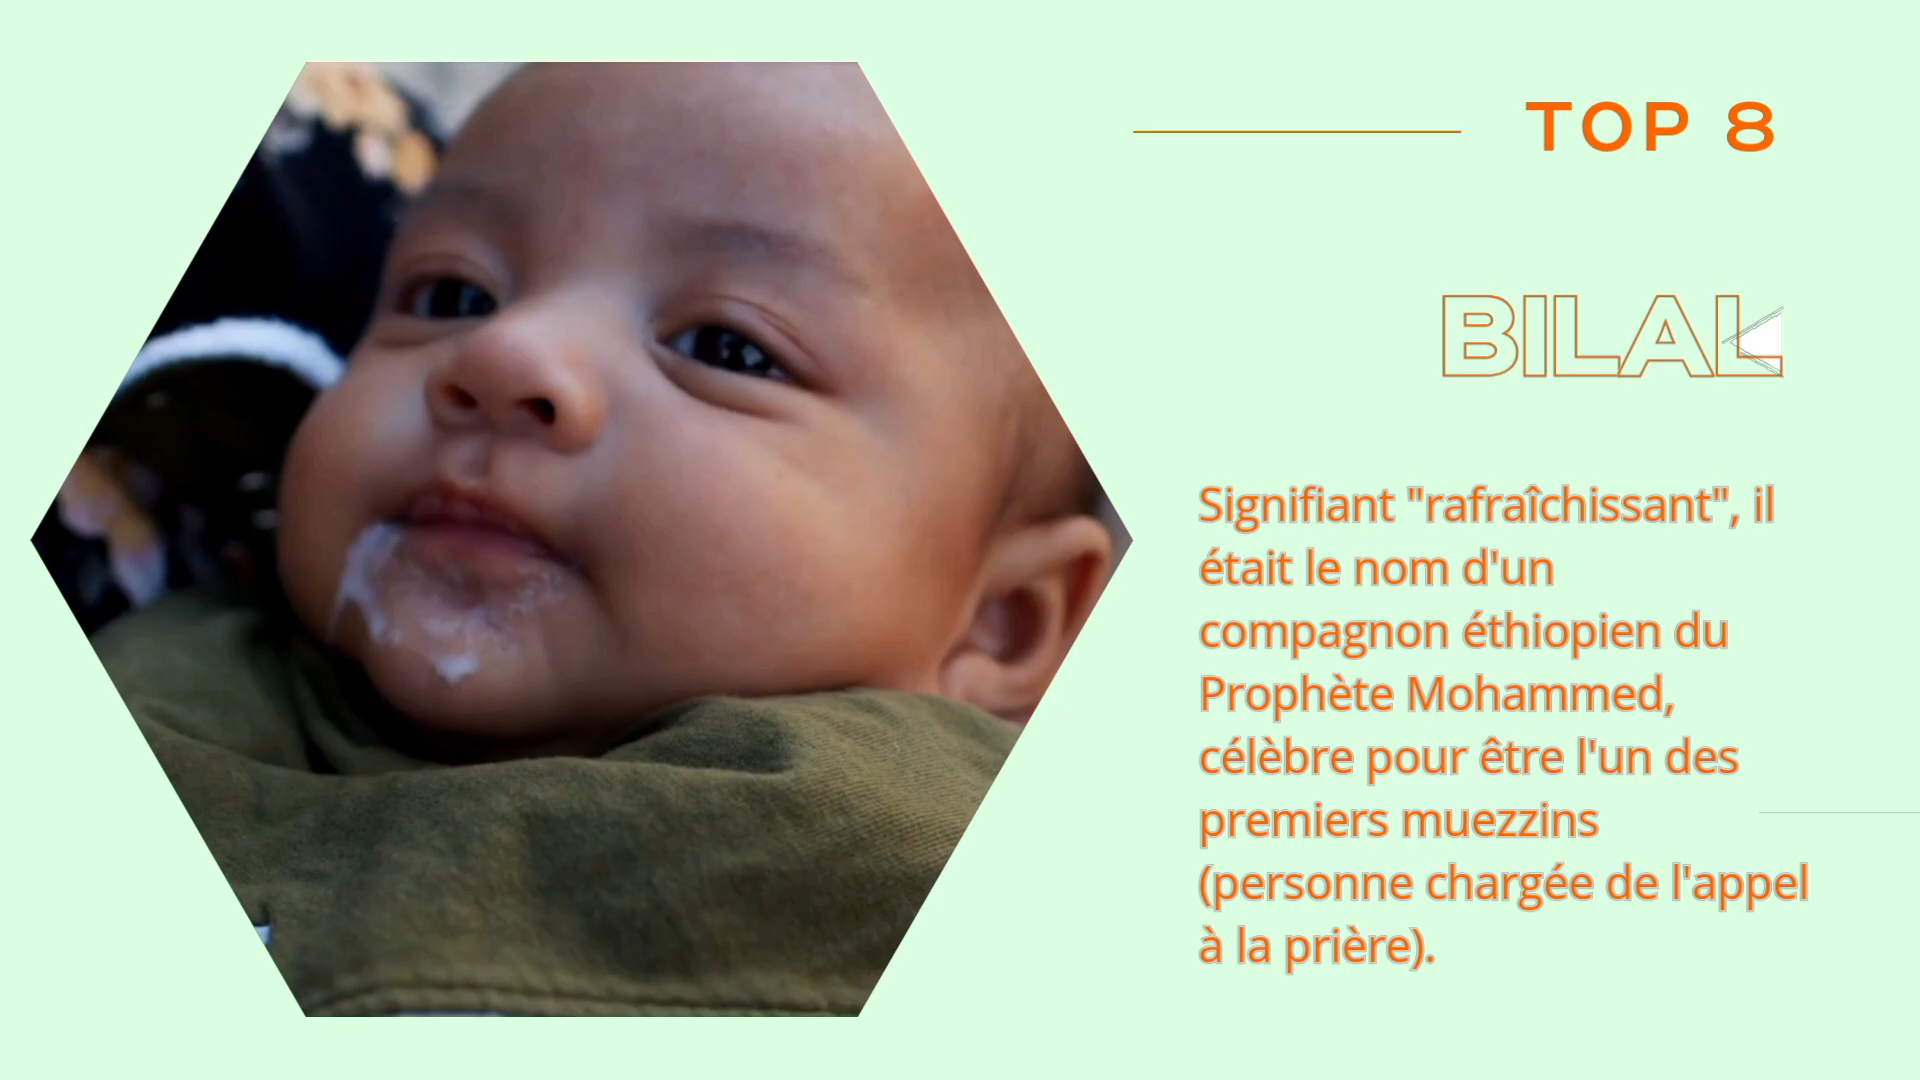 TOP 8
BILAL
Signifiant "rafraîchissant", il
était le nom d'un
compagnon éthiopien du
Prophète Mohammed,
célèbre pour être l'un des
premiers muezzins
(personne chargée de l'appel
à la prière).